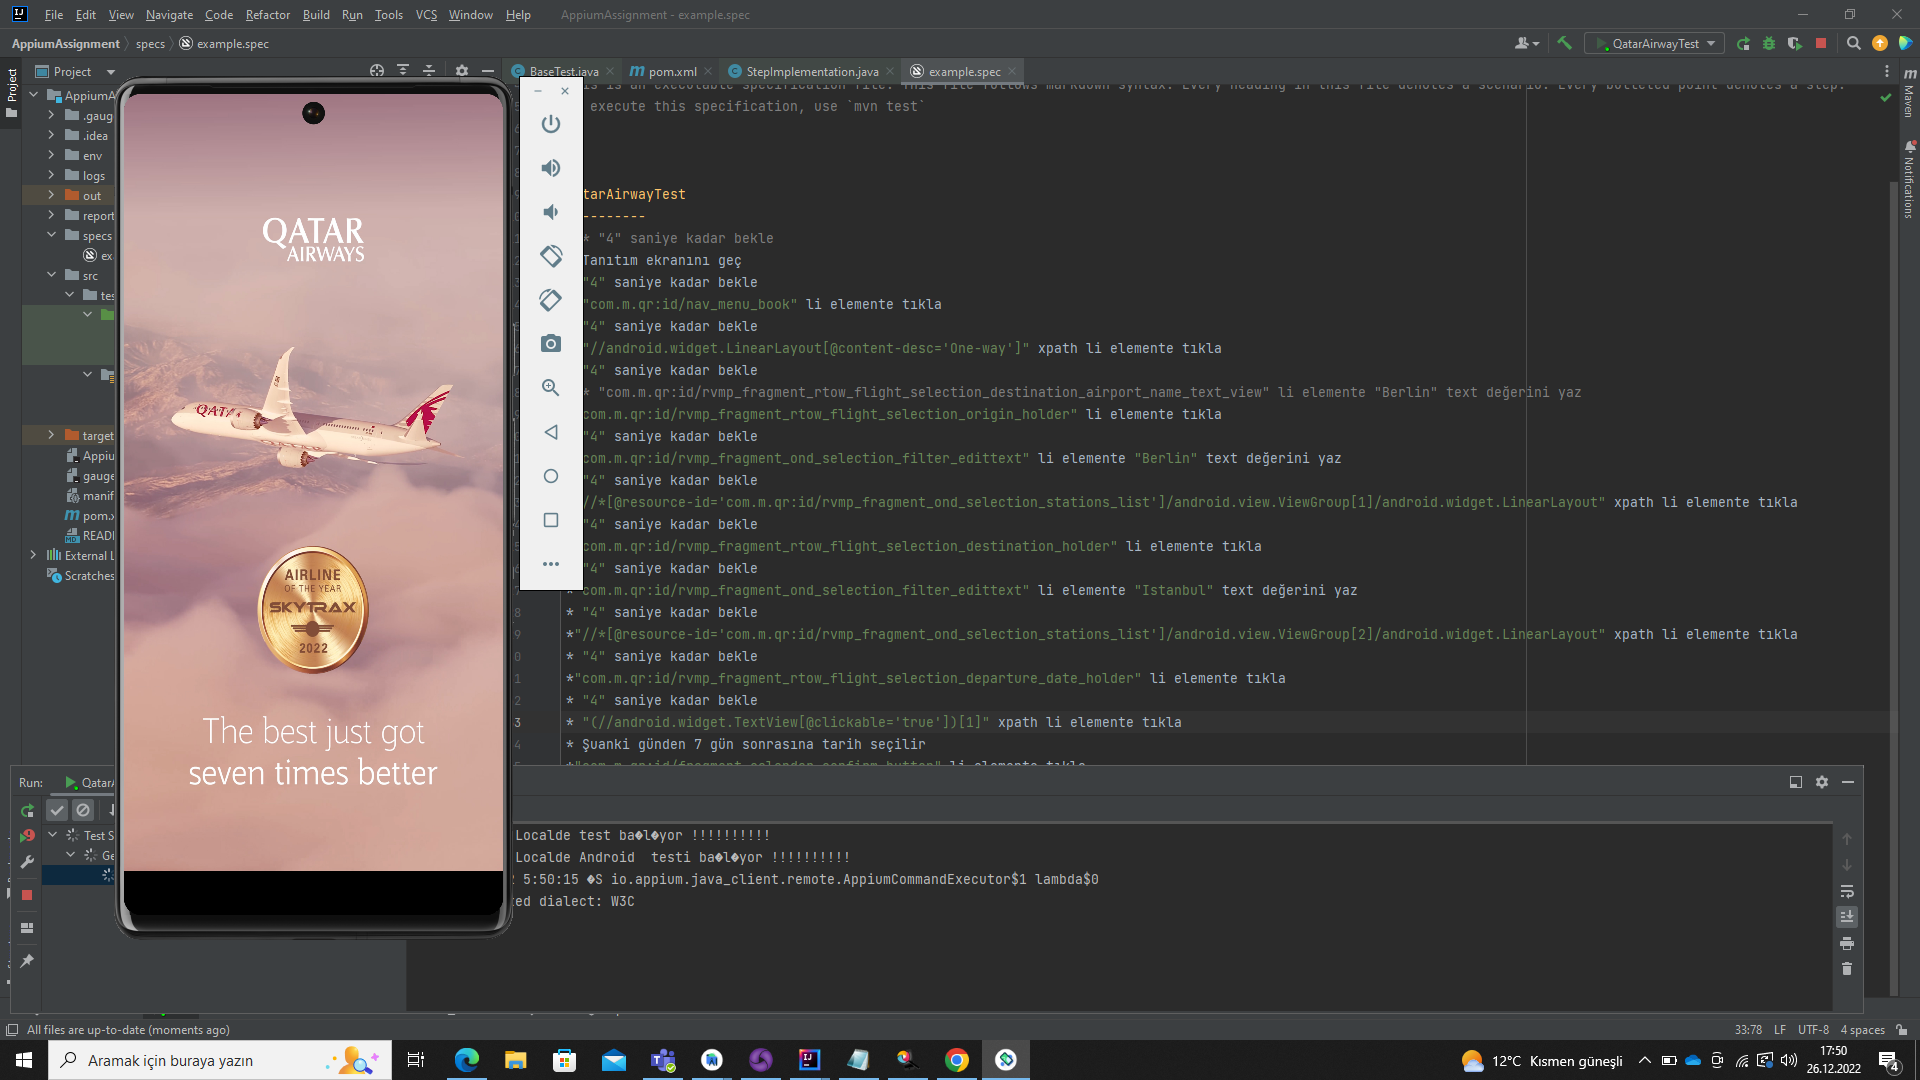 File Edit View Navigate Code Refactor Build Run Tools VCS Window Help AppiumAssignment - example.spec
AppiumAssignment specs example.spec
QatarAirwayTest
Project
BaseTest.java pom.xml StepImplementation.java example.spec
is is an executable specification file. This file follows markdown syntax. Every heading in this file denotes a scenario. Every bulleted point denotes a step.
execute this specification, use `mvn test`
tarAirwayTest
--------
* "4" saniye kadar bekle
Tanıtım ekranını geç
"4" saniye kadar bekle
"com.m.qr:id/nav_menu_book" li elemente tıkla
"4" saniye kadar bekle
"//android.widget.LinearLayout[@content-desc='One-way']" xpath li elemente tıkla
"4" saniye kadar bekle
* "com.m.qr:id/rvmp_fragment_rtow_flight_selection_destination_airport_name_text_view" li elemente "Berlin" text değerini yaz
com.m.qr:id/rvmp_fragment_rtow_flight_selection_origin_holder" li elemente tıkla
"4" saniye kadar bekle
com.m.qr:id/rvmp_fragment_ond_selection_filter_edittext" li elemente "Berlin" text değerini yaz
"4" saniye kadar bekle
//*[@resource-id='com.m.qr:id/rvmp_fragment_ond_selection_stations_list']/android.view.ViewGroup[1]/android.widget.LinearLayout" xpath li elemente tıkla
"4" saniye kadar bekle
com.m.qr:id/rvmp_fragment_rtow_flight_selection_destination_holder" li elemente tıkla
"4" saniye kadar bekle
com.m.qr:id/rvmp_fragment_ond_selection_filter_edittext" li elemente "Istanbul" text değerini yaz
* "4" saniye kadar bekle
*"//*[@resource-id='com.m.qr:id/rvmp_fragment_ond_selection_stations_list']/android.view.ViewGroup[2]/android.widget.LinearLayout" xpath li elemente tıkla
* "4" saniye kadar bekle
*"com.m.qr:id/rvmp_fragment_rtow_flight_selection_departure_date_holder" li elemente tıkla
* "4" saniye kadar bekle
* "(//android.widget.TextView[@clickable='true'])[1]" xpath li elemente tıkla
* Şuanki günden 7 gün sonrasına tarih seçilir
*"com.m.qr:id/fragment_calender_confirm_button" li elemente tıkla
Project
AppiumA
.gaug
.idea
env
logs
out
report
specs
ex
src
tes
target
Appiu
gauge
manif
pom.x
READ
External L
Scratches
Maven
Notifications
QATAR
AIRWAYS
QATA
QATAR
AIRLINE
OF THE YEAR
SKYTRAX
2022
The best just got
seven times better
Run: QatarA
Test S
Ge
Localde test ba�l�yor !!!!!!!!!!
Localde Android  testi ba�l�yor !!!!!!!!!!
5:50:15 �S io.appium.java_client.remote.AppiumCommandExecutor$1 lambda$0
ed dialect: W3C
All files are up-to-date (moments ago)
33:78 LF UTF-8 4 spaces
Aramak için buraya yazın
12°C Kısmen güneşli
17:50
26.12.2022
4